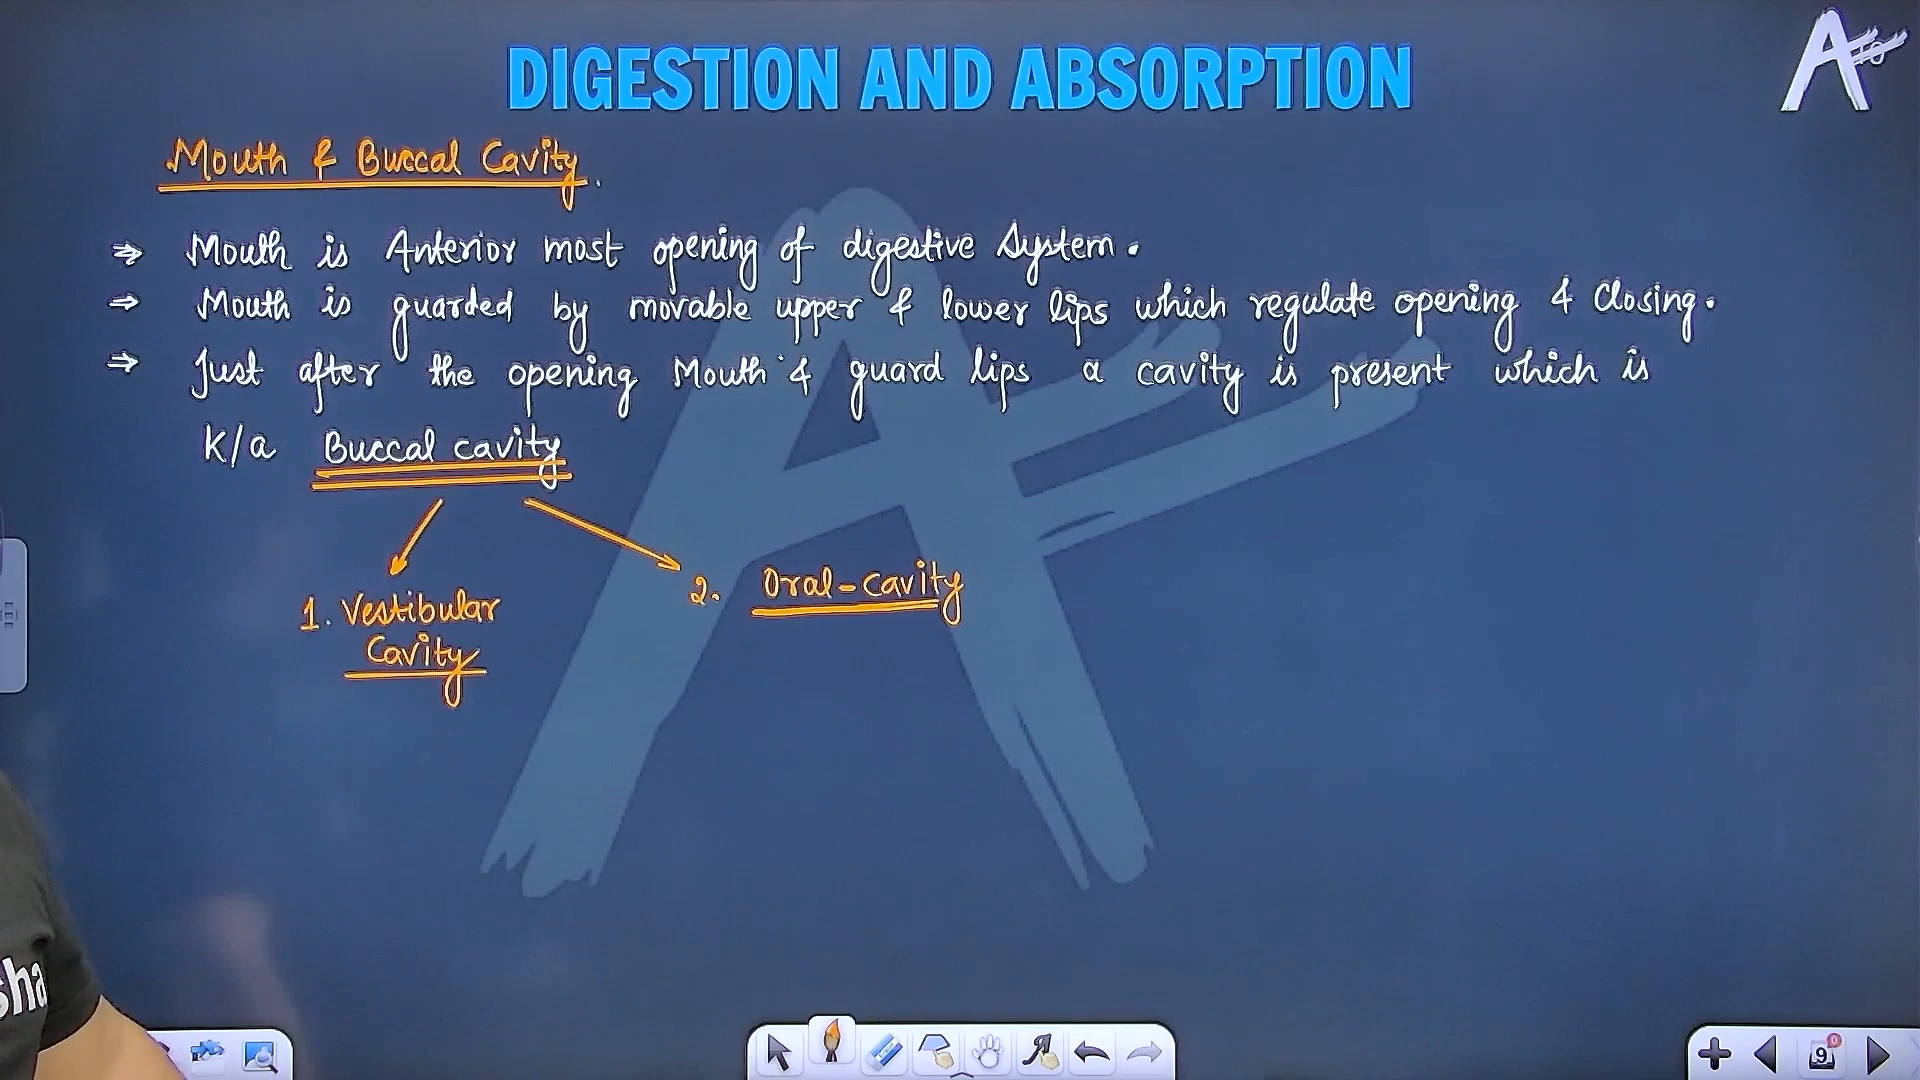 DIGESTION AND ABSORPTION
Mouth & Buccal Cavity.
⇒ Mouth is Anterior most opening of digestive System.
⇒ Mouth is guarded by movable upper & lower lips which regulate opening & Closing.
⇒ Just after the opening Mouth & guard lips a cavity is present which is
K/a Buccal cavity
1. Vestibular
Cavity
2. Oral-cavity
sha
9